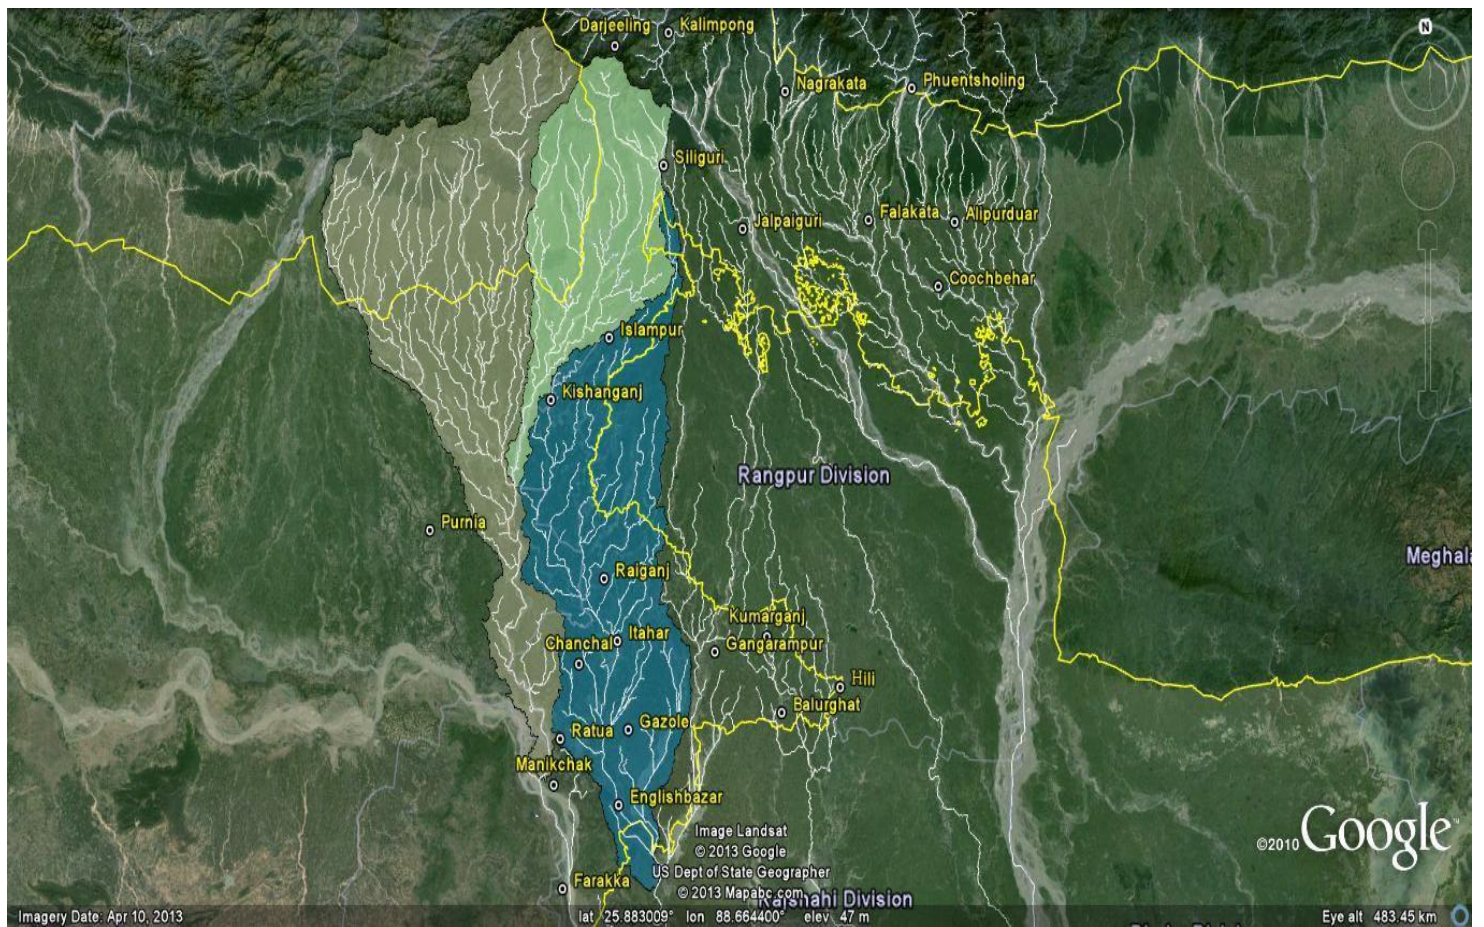 Darjeeling
Kalimpong
N
Nagrakata
Phuentsholing
Siliguri
Jalpaiguri
Falakata
Alipurduar
Coochbehar
Islampur
Kishanganj
Rangpur Division
Purnia
Meghala
Raiganj
Kumarganj
Itahar
Gangarampur
Chanchal
Hili
Balurghat
Gazole
Ratua
Manikchak
Englishbazar
Image Landsat
© 2013 Google
US Dept of State Geographer
© 2013 Mapabc.com
©2010 Google
Farakka
Rajshahi Division
Imagery Date: Apr 10, 2013
lat 25.883009° lon 88.664400° elev 47 m
Eye alt 483.45 km